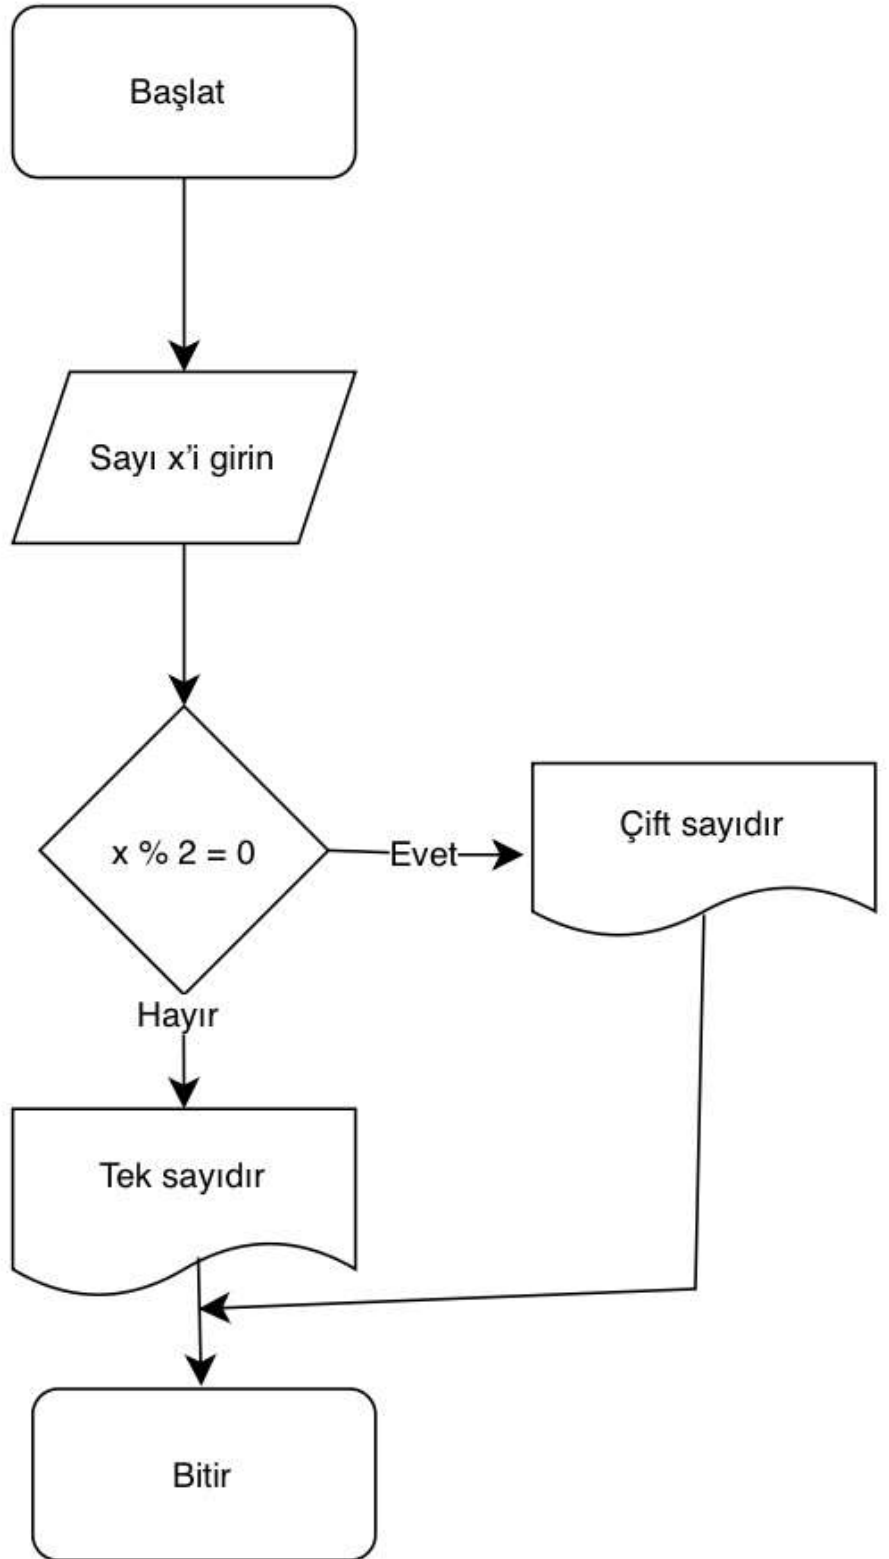 Başlat
Sayı x’i girin
x % 2 = 0
Evet
Çift sayıdır
Hayır
Tek sayıdır
Bitir